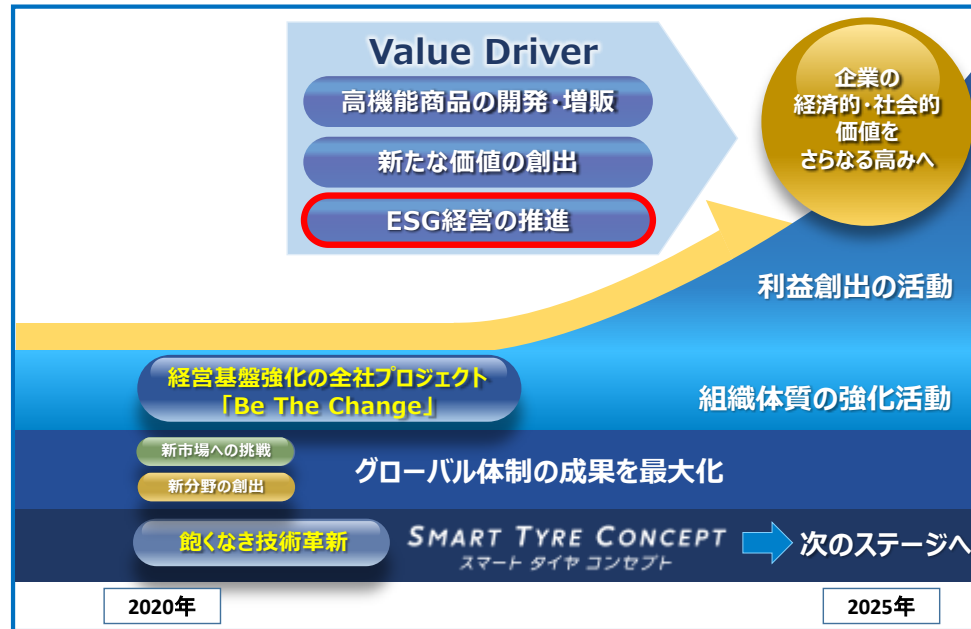 Value Driver
高機能商品の開発・増販
新たな価値の創出
ESG経営の推進
企業の
経済的・社会的
価値を
さらなる高みへ
利益創出の活動
経営基盤強化の全社プロジェクト
「Be The Change」
組織体質の強化活動
新市場への挑戦
新分野の創出
グローバル体制の成果を最大化
飽くなき技術革新
SMART TYRE CONCEPT
スマート タイヤ コンセプト
次のステージへ
2020年
2025年